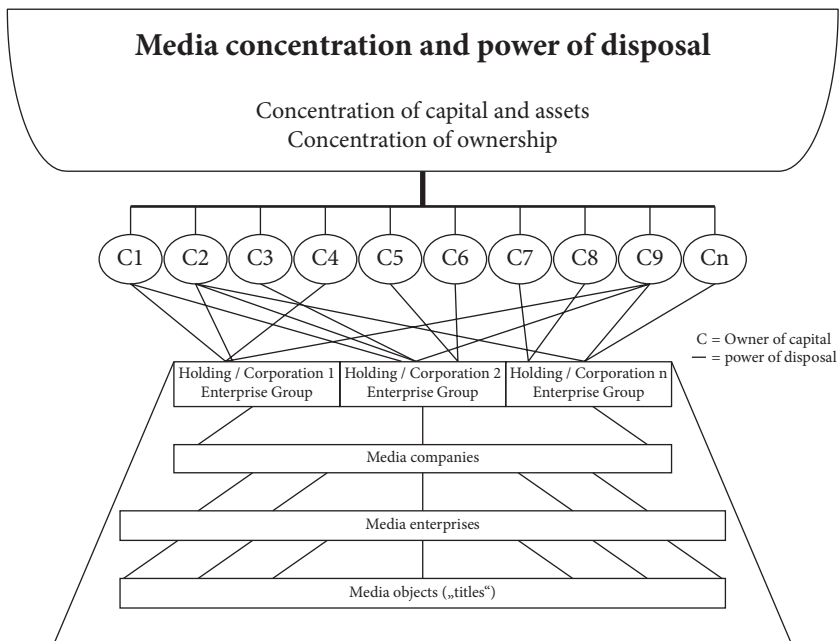 Media concentration and power of disposal
Concentration of capital and assets
Concentration of ownership
C1 C2 C3 C4 C5 C6 C7 C8 C9 Cn
C = Owner of capital
— = power of disposal
Holding / Corporation 1 Holding / Corporation 2 Holding / Corporation n
Enterprise Group Enterprise Group Enterprise Group
Media companies
Media enterprises
Media objects („titles“)